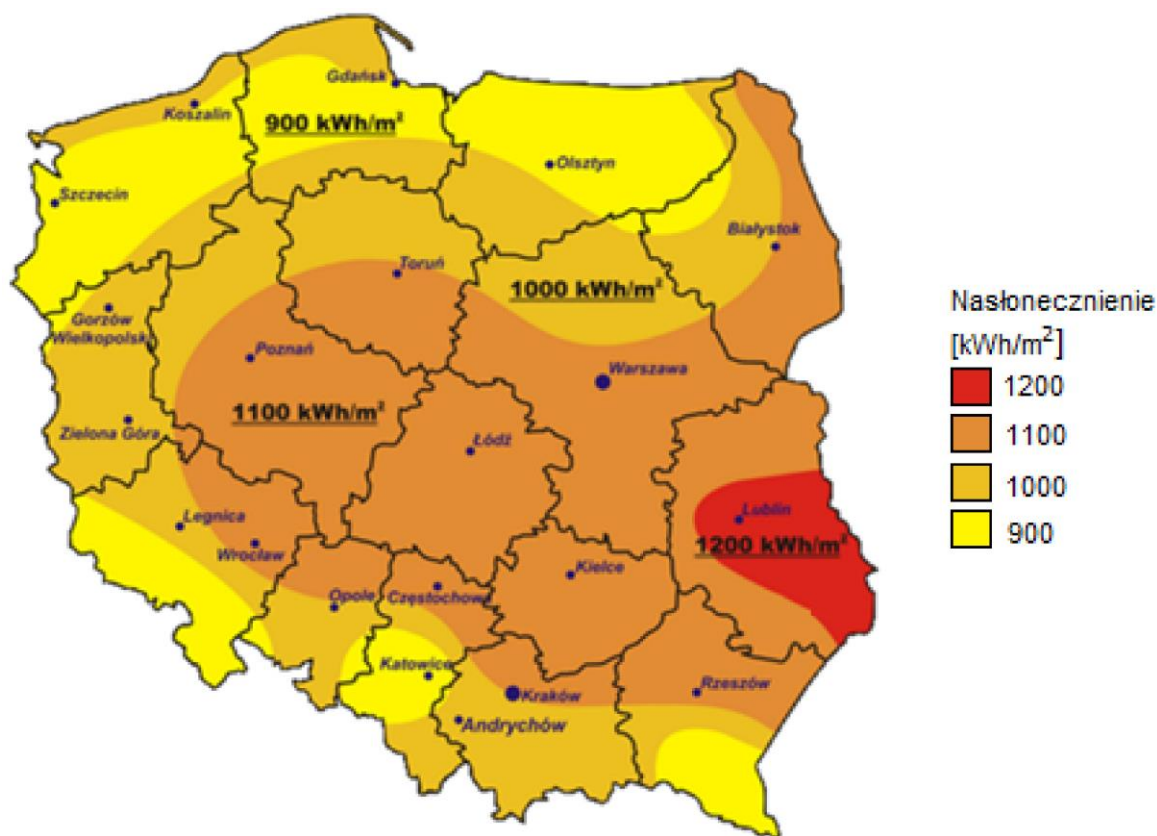 Gdańsk
Koszalin
900 kWh/m²
Olsztyn
Szczecin
Białystok
Toruń
1000 kWh/m²
Gorzów
Wielkopolski
Poznań
Warszawa
1100 kWh/m²
Zielona Góra
Łódź
Lublin
Legnica
1200 kWh/m²
Wrocław
Kielce
Opole
Częstochowa
Katowice
Kraków
Rzeszów
Andrychów
Nasłonecznienie
[kWh/m²]
1200
1100
1000
900